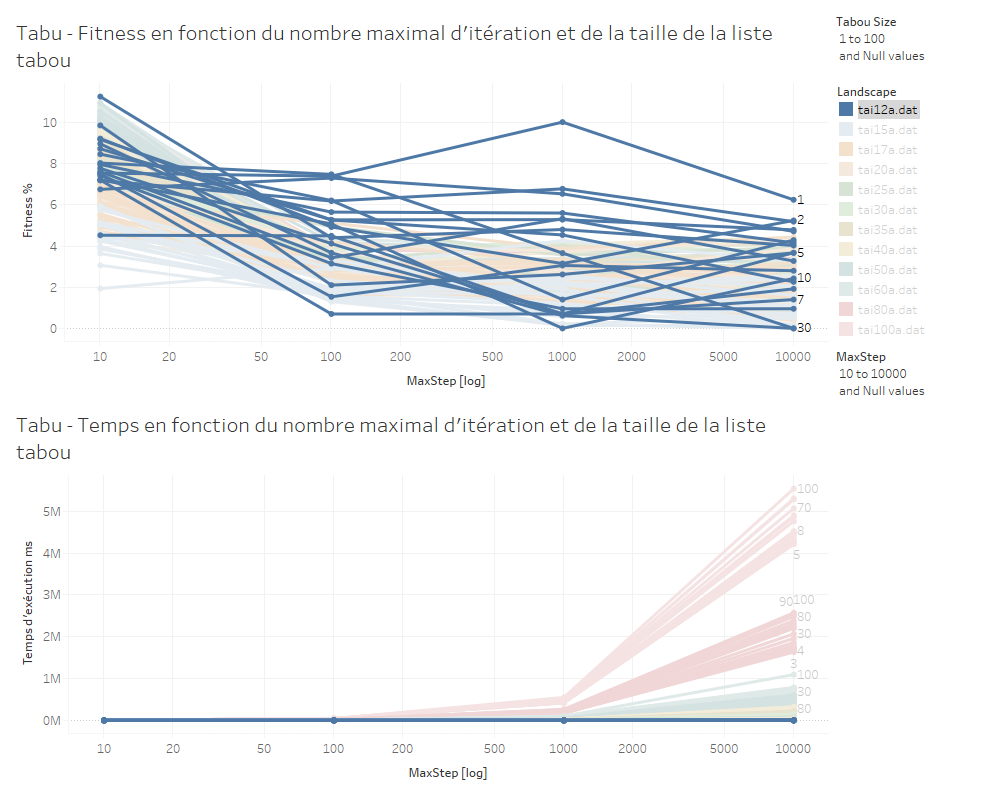 Tabu - Fitness en fonction du nombre maximal d'itération et de la taille de la liste
tabou
Fitness %
10
8
6
4
2
0
1
2
5
10
7
30
10 20 50 100 200 500 1000 2000 5000 10000
MaxStep [log]
Tabou Size
1 to 100
and Null values
Landscape
tai12a.dat
tai15a.dat
tai17a.dat
tai20a.dat
tai25a.dat
tai30a.dat
tai35a.dat
tai40a.dat
tai50a.dat
tai60a.dat
tai80a.dat
tai100a.dat
MaxStep
10 to 10000
and Null values
Tabu - Temps en fonction du nombre maximal d'itération et de la taille de la liste
tabou
Temps d'exécution ms
5M
4M
3M
2M
1M
0M
100
70
8
5
90 100
80
30
4
3
100
30
80
10 20 50 100 200 500 1000 2000 5000 10000
MaxStep [log]